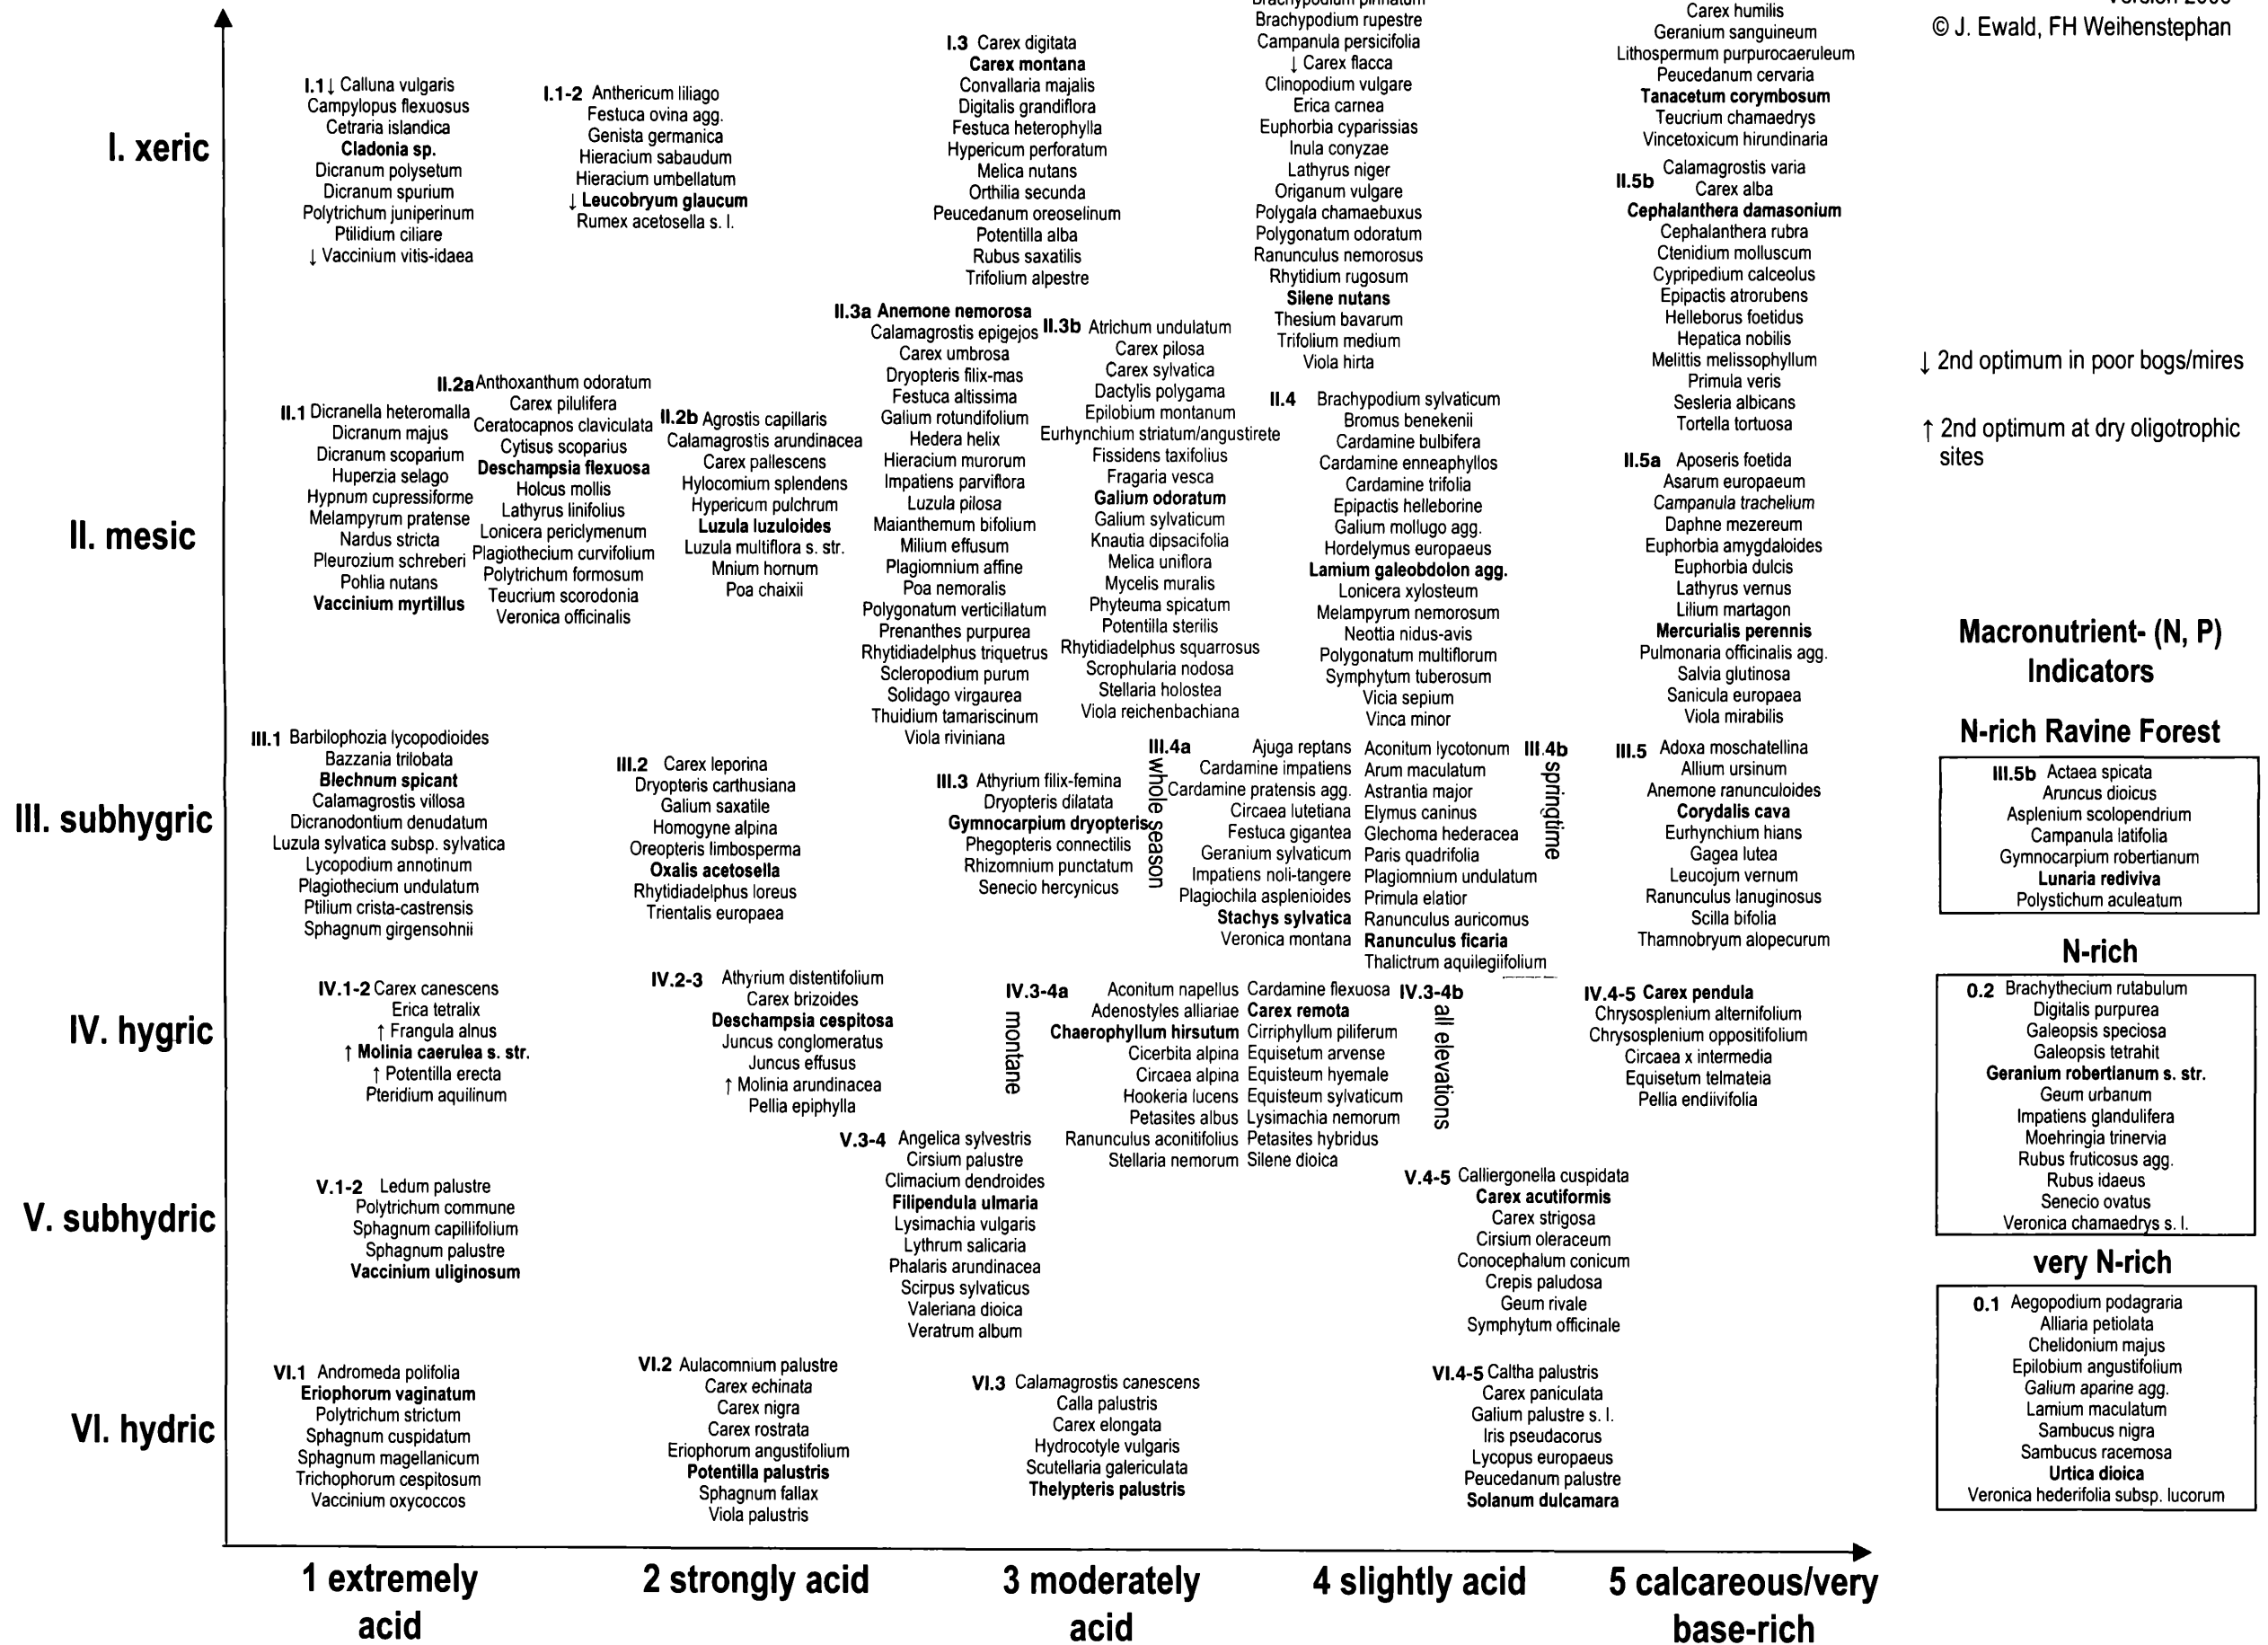 Brachypodium rupestre
Campanula persicifolia
↓ Carex flacca
Clinopodium vulgare
Erica carnea
Euphorbia cyparissias
Inula conyzae
Lathyrus niger
Origanum vulgare
Polygala chamaebuxus
Polygonatum odoratum
Ranunculus nemorosus
Rhytidium rugosum
Silene nutans
Thesium bavarum
Trifolium medium
Viola hirta
Carex humilis
Geranium sanguineum
Lithospermum purpurocaeruleum
Peucedanum cervaria
Tanacetum corymbosum
Teucrium chamaedrys
Vincetoxicum hirundinaria
© J. Ewald, FH Weihenstephan
I. xeric
I.1↓ Calluna vulgaris
Campylopus flexuosus
Cetraria islandica
Cladonia sp.
Dicranum polysetum
Dicranum spurium
Polytrichum juniperinum
Ptilidium ciliare
↓ Vaccinium vitis-idaea
I.1-2 Anthericum liliago
Festuca ovina agg.
Genista germanica
Hieracium sabaudum
Hieracium umbellatum
↓ Leucobryum glaucum
Rumex acetosella s. l.
I.3 Carex digitata
Carex montana
Convallaria majalis
Digitalis grandiflora
Festuca heterophylla
Hypericum perforatum
Melica nutans
Orthilia secunda
Peucedanum oreoselinum
Potentilla alba
Rubus saxatilis
Trifolium alpestre
II.5b Calamagrostis varia
Carex alba
Cephalanthera damasonium
Cephalanthera rubra
Ctenidium molluscum
Cypripedium calceolus
Epipactis atrorubens
Helleborus foetidus
Hepatica nobilis
Melittis melissophyllum
Primula veris
Sesleria albicans
Tortella tortuosa
↓ 2nd optimum in poor bogs/mires
↑ 2nd optimum at dry oligotrophic
sites
II. mesic
II.1 Dicranella heteromalla
Dicranum majus
Dicranum scoparium
Huperzia selago
Hypnum cupressiforme
Melampyrum pratense
Nardus stricta
Pleurozium schreberi
Pohlia nutans
Vaccinium myrtillus
II.2a Anthoxanthum odoratum
Carex pilulifera
Ceratocapnos claviculata
Cytisus scoparius
Deschampsia flexuosa
Holcus mollis
Lathyrus linifolius
Lonicera periclymenum
Plagiothecium curvifolium
Polytrichum formosum
Teucrium scorodonia
Veronica officinalis
II.2b Agrostis capillaris
Calamagrostis arundinacea
Carex pallescens
Hylocomium splendens
Hypericum pulchrum
Luzula luzuloides
Luzula multiflora s. str.
Mnium hornum
Poa chaixii
II.3a Anemone nemorosa
Calamagrostis epigejos
Carex umbrosa
Dryopteris filix-mas
Festuca altissima
Galium rotundifolium
Hedera helix
Hieracium murorum
Impatiens parviflora
Luzula pilosa
Maianthemum bifolium
Milium effusum
Plagiomnium affine
Poa nemoralis
Polygonatum verticillatum
Prenanthes purpurea
Rhytidiadelphus triquetrus
Scleropodium purum
Solidago virgaurea
Thuidium tamariscinum
Viola riviniana
II.3b Atrichum undulatum
Carex pilosa
Carex sylvatica
Dactylis polygama
Epilobium montanum
Eurhynchium striatum/angustirete
Fissidens taxifolius
Fragaria vesca
Galium odoratum
Galium sylvaticum
Knautia dipsacifolia
Melica uniflora
Mycelis muralis
Phyteuma spicatum
Potentilla sterilis
Rhytidiadelphus squarrosus
Scrophularia nodosa
Stellaria holostea
Viola reichenbachiana
II.4 Brachypodium sylvaticum
Bromus benekenii
Cardamine bulbifera
Cardamine enneaphyllos
Cardamine trifolia
Epipactis helleborine
Galium mollugo agg.
Hordelymus europaeus
Lamium galeobdolon agg.
Lonicera xylosteum
Melampyrum nemorosum
Neottia nidus-avis
Polygonatum multiflorum
Symphytum tuberosum
Vicia sepium
Vinca minor
II.5a Aposeris foetida
Asarum europaeum
Campanula trachelium
Daphne mezereum
Euphorbia amygdaloides
Euphorbia dulcis
Lathyrus vernus
Lilium martagon
Mercurialis perennis
Pulmonaria officinalis agg.
Salvia glutinosa
Sanicula europaea
Viola mirabilis
Macronutrient- (N, P)
Indicators
III. subhygric
III.1 Barbilophozia lycopodioides
Bazzania trilobata
Blechnum spicant
Calamagrostis villosa
Dicranodontium denudatum
Luzula sylvatica subsp. sylvatica
Lycopodium annotinum
Plagiothecium undulatum
Ptilium crista-castrensis
Sphagnum girgensohnii
III.2 Carex leporina
Dryopteris carthusiana
Galium saxatile
Homogyne alpina
Oreopteris limbosperma
Oxalis acetosella
Rhytidiadelphus loreus
Trientalis europaea
III.3 Athyrium filix-femina
Dryopteris dilatata
Gymnocarpium dryopteris
Phegopteris connectilis
Rhizomnium punctatum
Senecio hercynicus
III.4a
whole season
Ajuga reptans
Cardamine impatiens
Cardamine pratensis agg.
Circaea lutetiana
Festuca gigantea
Geranium sylvaticum
Impatiens noli-tangere
Plagiochila asplenioides
Stachys sylvatica
Veronica montana
Aconitum lycotonum III.4b
springtime
Arum maculatum
Astrantia major
Elymus caninus
Glechoma hederacea
Paris quadrifolia
Plagiomnium undulatum
Primula elatior
Ranunculus auricomus
Ranunculus ficaria
Thalictrum aquilegiifolium
III.5 Adoxa moschatellina
Allium ursinum
Anemone ranunculoides
Corydalis cava
Eurhynchium hians
Gagea lutea
Leucojum vernum
Ranunculus lanuginosus
Scilla bifolia
Thamnobryum alopecurum
N-rich Ravine Forest
III.5b Actaea spicata
Aruncus dioicus
Asplenium scolopendrium
Campanula latifolia
Gymnocarpium robertianum
Lunaria rediviva
Polystichum aculeatum
IV. hygric
IV.1-2 Carex canescens
Erica tetralix
↑ Frangula alnus
↑ Molinia caerulea s. str.
↑ Potentilla erecta
Pteridium aquilinum
IV.2-3 Athyrium distentifolium
Carex brizoides
Deschampsia cespitosa
Juncus conglomeratus
Juncus effusus
↑ Molinia arundinacea
Pellia epiphylla
IV.3-4a
montane
Aconitum napellus
Adenostyles alliariae
Chaerophyllum hirsutum
Cicerbita alpina
Circaea alpina
Hookeria lucens
Petasites albus
Ranunculus aconitifolius
Stellaria nemorum
Cardamine flexuosa IV.3-4b
all elevations
Carex remota
Cirriphyllum piliferum
Equisetum arvense
Equisteum hyemale
Equisteum sylvaticum
Lysimachia nemorum
Petasites hybridus
Silene dioica
IV.4-5 Carex pendula
Chrysosplenium alternifolium
Chrysosplenium oppositifolium
Circaea x intermedia
Equisetum telmateia
Pellia endiivifolia
N-rich
0.2 Brachythecium rutabulum
Digitalis purpurea
Galeopsis speciosa
Galeopsis tetrahit
Geranium robertianum s. str.
Geum urbanum
Impatiens glandulifera
Moehringia trinervia
Rubus fruticosus agg.
Rubus idaeus
Senecio ovatus
Veronica chamaedrys s. l.
V. subhydric
V.1-2 Ledum palustre
Polytrichum commune
Sphagnum capillifolium
Sphagnum palustre
Vaccinium uliginosum
V.3-4 Angelica sylvestris
Cirsium palustre
Climacium dendroides
Filipendula ulmaria
Lysimachia vulgaris
Lythrum salicaria
Phalaris arundinacea
Scirpus sylvaticus
Valeriana dioica
Veratrum album
V.4-5 Calliergonella cuspidata
Carex acutiformis
Carex strigosa
Cirsium oleraceum
Conocephalum conicum
Crepis paludosa
Geum rivale
Symphytum officinale
very N-rich
0.1 Aegopodium podagraria
Alliaria petiolata
Chelidonium majus
Epilobium angustifolium
Galium aparine agg.
Lamium maculatum
Sambucus nigra
Sambucus racemosa
Urtica dioica
Veronica hederifolia subsp. lucorum
VI. hydric
VI.1 Andromeda polifolia
Eriophorum vaginatum
Polytrichum strictum
Sphagnum cuspidatum
Sphagnum magellanicum
Trichophorum cespitosum
Vaccinium oxycoccos
VI.2 Aulacomnium palustre
Carex echinata
Carex nigra
Carex rostrata
Eriophorum angustifolium
Potentilla palustris
Sphagnum fallax
Viola palustris
VI.3 Calamagrostis canescens
Calla palustris
Carex elongata
Hydrocotyle vulgaris
Scutellaria galericulata
Thelypteris palustris
VI.4-5 Caltha palustris
Carex paniculata
Galium palustre s. l.
Iris pseudacorus
Lycopus europaeus
Peucedanum palustre
Solanum dulcamara
1 extremely
acid
2 strongly acid
3 moderately
acid
4 slightly acid
5 calcareous/very
base-rich